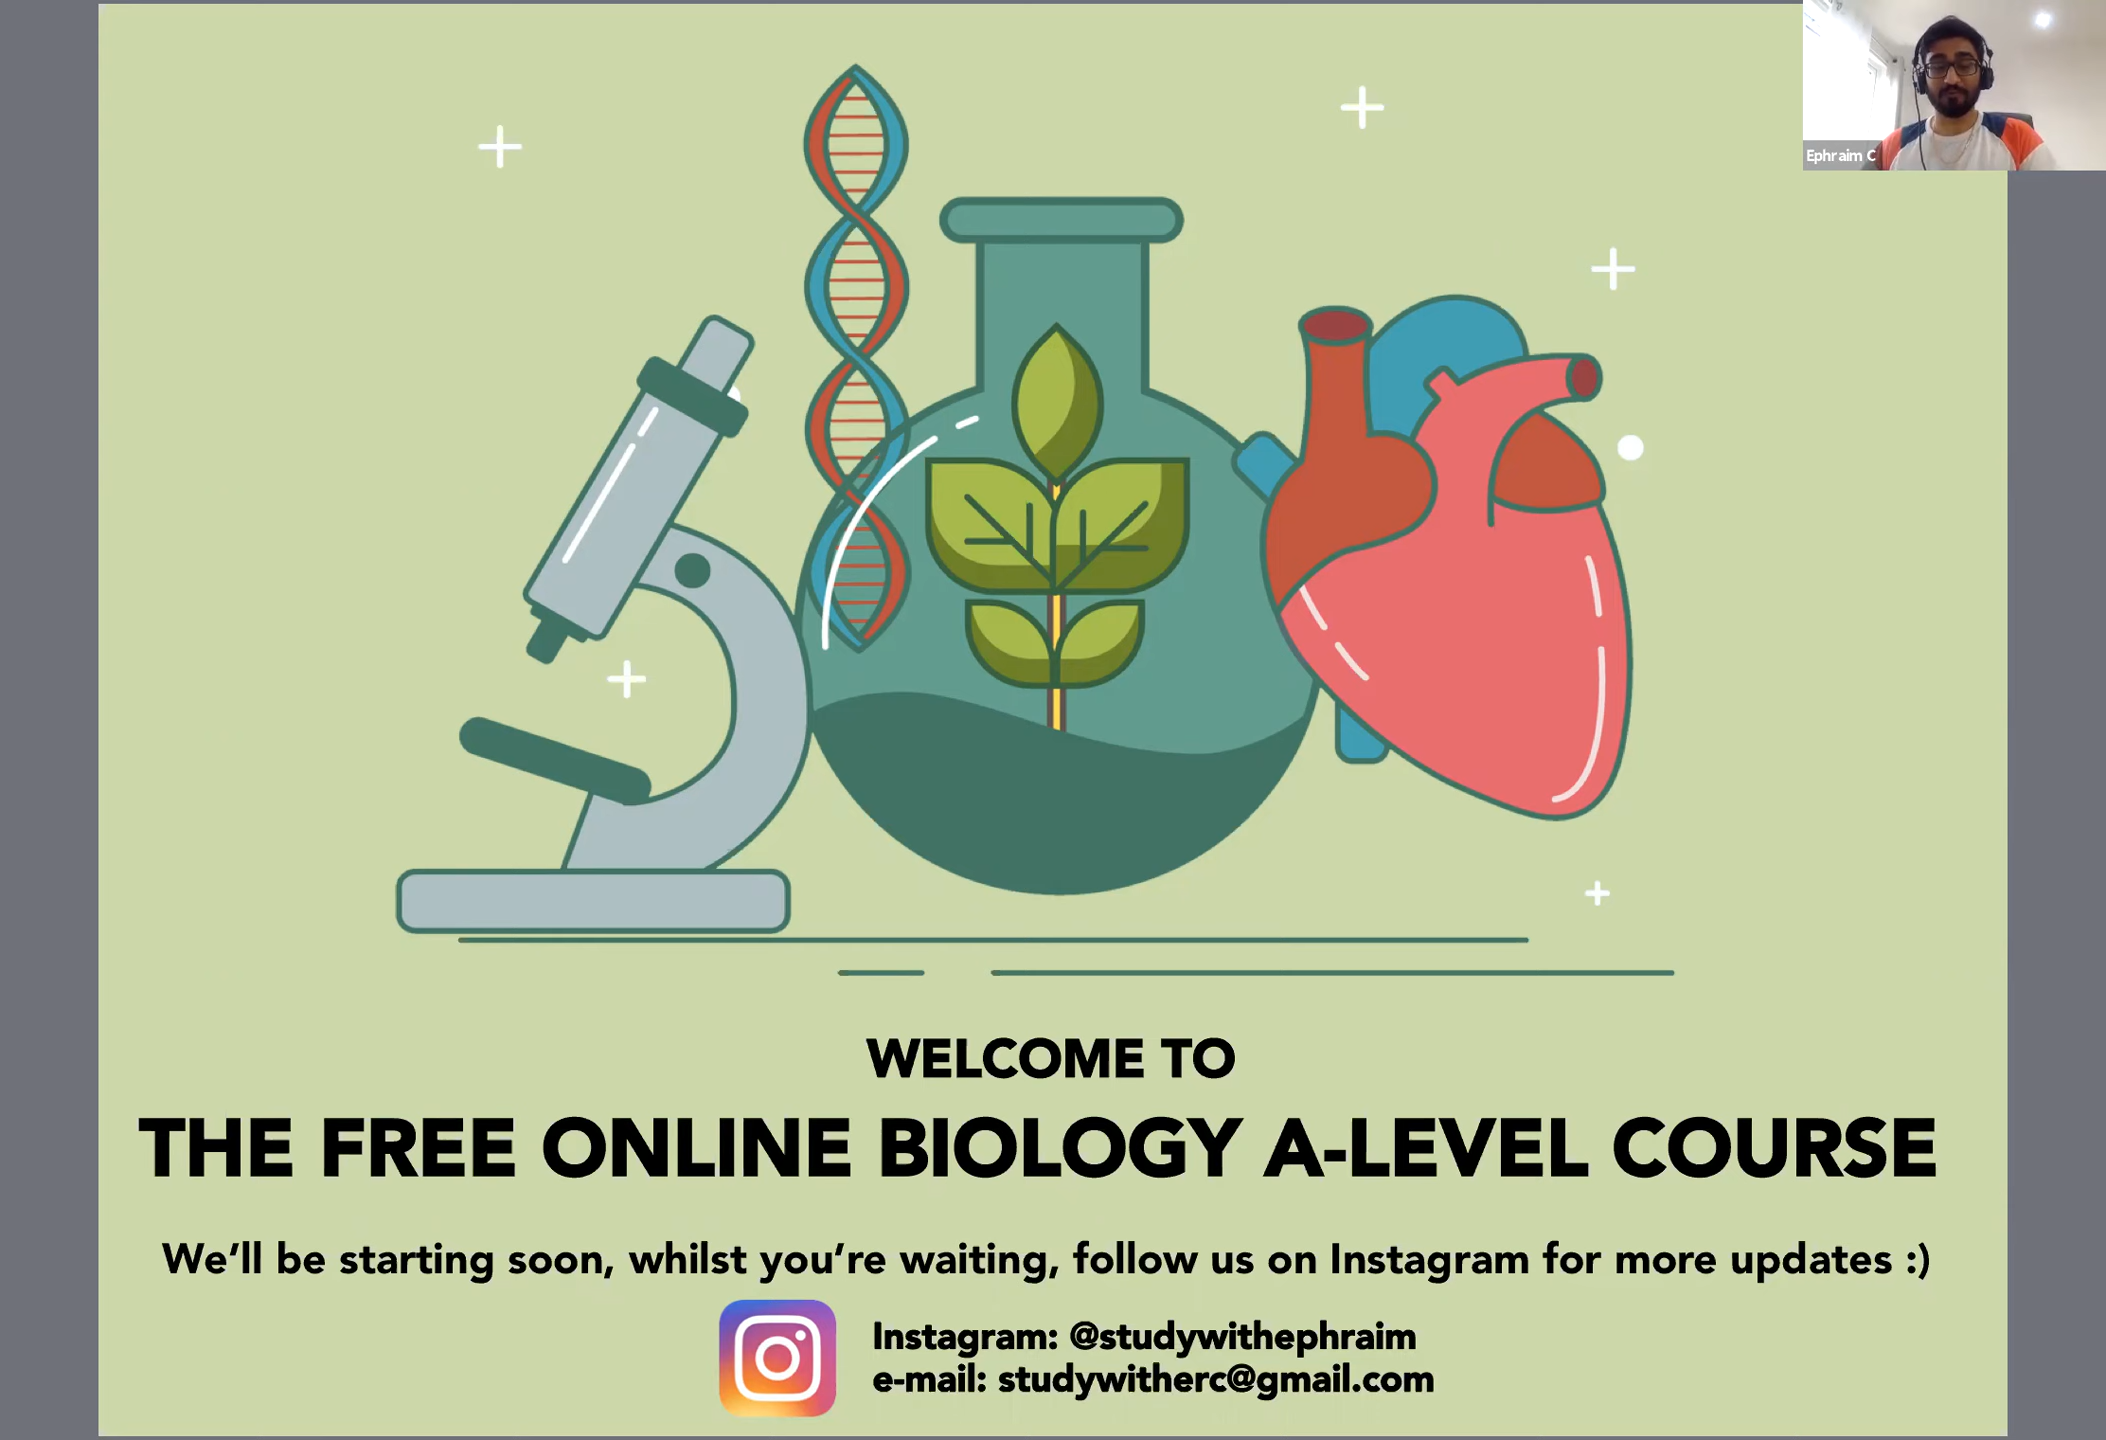 Ephraim C
WELCOME TO
THE FREE ONLINE BIOLOGY A-LEVEL COURSE
We'll be starting soon, whilst you're waiting, follow us on Instagram for more updates :)
Instagram: @studywithephraim
e-mail: studywitherc@gmail.com